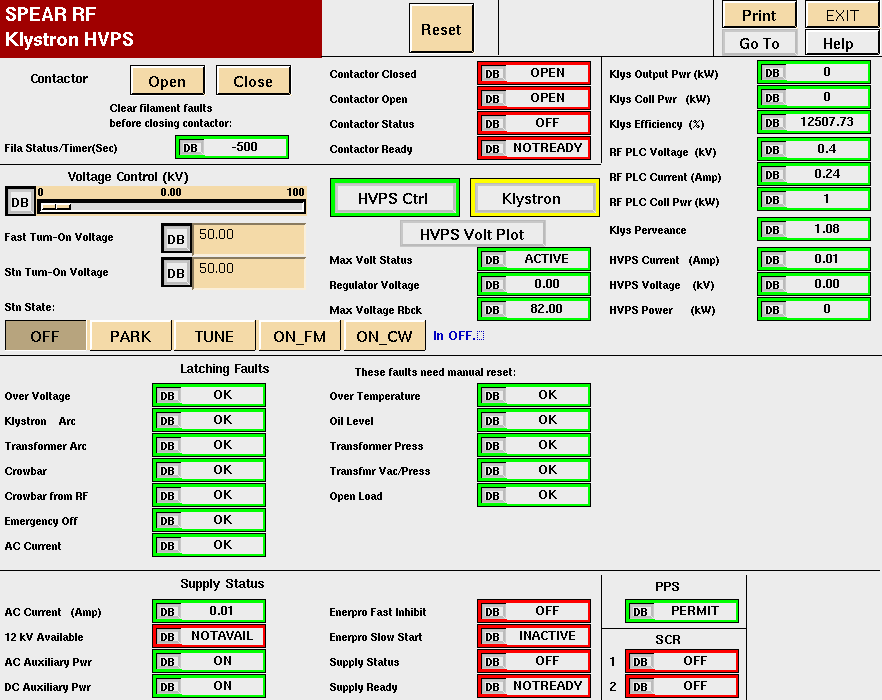 SPEAR RF
Klystron HVPS
Reset
Print
EXIT
Go To
Help
Contactor
Open
Close
Clear filament faults
before closing contactor:
Fila Status/Timer(Sec) DB -500
Contactor Closed DB OPEN
Contactor Open DB OPEN
Contactor Status DB OFF
Contactor Ready DB NOTREADY
Klys Output Pwr (kW) DB 0
Klys Coll Pwr (kW) DB 0
Klys Efficiency (%) DB 12507.73
RF PLC Voltage (kV) DB 0.4
RF PLC Current (Amp) DB 0.24
RF PLC Coll Pwr (kW) DB 1
Klys Perveance DB 1.08
HVPS Current (Amp) DB 0.01
HVPS Voltage (kV) DB 0.00
HVPS Power (kW) DB 0
Voltage Control (kV)
DB 0 0.00 100
Fast Turn-On Voltage DB 50.00
Stn Turn-On Voltage DB 50.00
Stn State:
OFF PARK TUNE ON_FM ON_CW In OFF.
HVPS Ctrl
Klystron
HVPS Volt Plot
Max Volt Status DB ACTIVE
Regulator Voltage DB 0.00
Max Voltage Rbck DB 82.00
Latching Faults
Over Voltage DB OK
Klystron Arc DB OK
Transformer Arc DB OK
Crowbar DB OK
Crowbar from RF DB OK
Emergency Off DB OK
AC Current DB OK
These faults need manual reset:
Over Temperature DB OK
Oil Level DB OK
Transformer Press DB OK
Transfmr Vac/Press DB OK
Open Load DB OK
Supply Status
AC Current (Amp) DB 0.01
12 kV Available DB NOTAVAIL
AC Auxiliary Pwr DB ON
DC Auxiliary Pwr DB ON
Enerpro Fast Inhibit DB OFF
Enerpro Slow Start DB INACTIVE
Supply Status DB OFF
Supply Ready DB NOTREADY
PPS
DB PERMIT
SCR
1 DB OFF
2 DB OFF